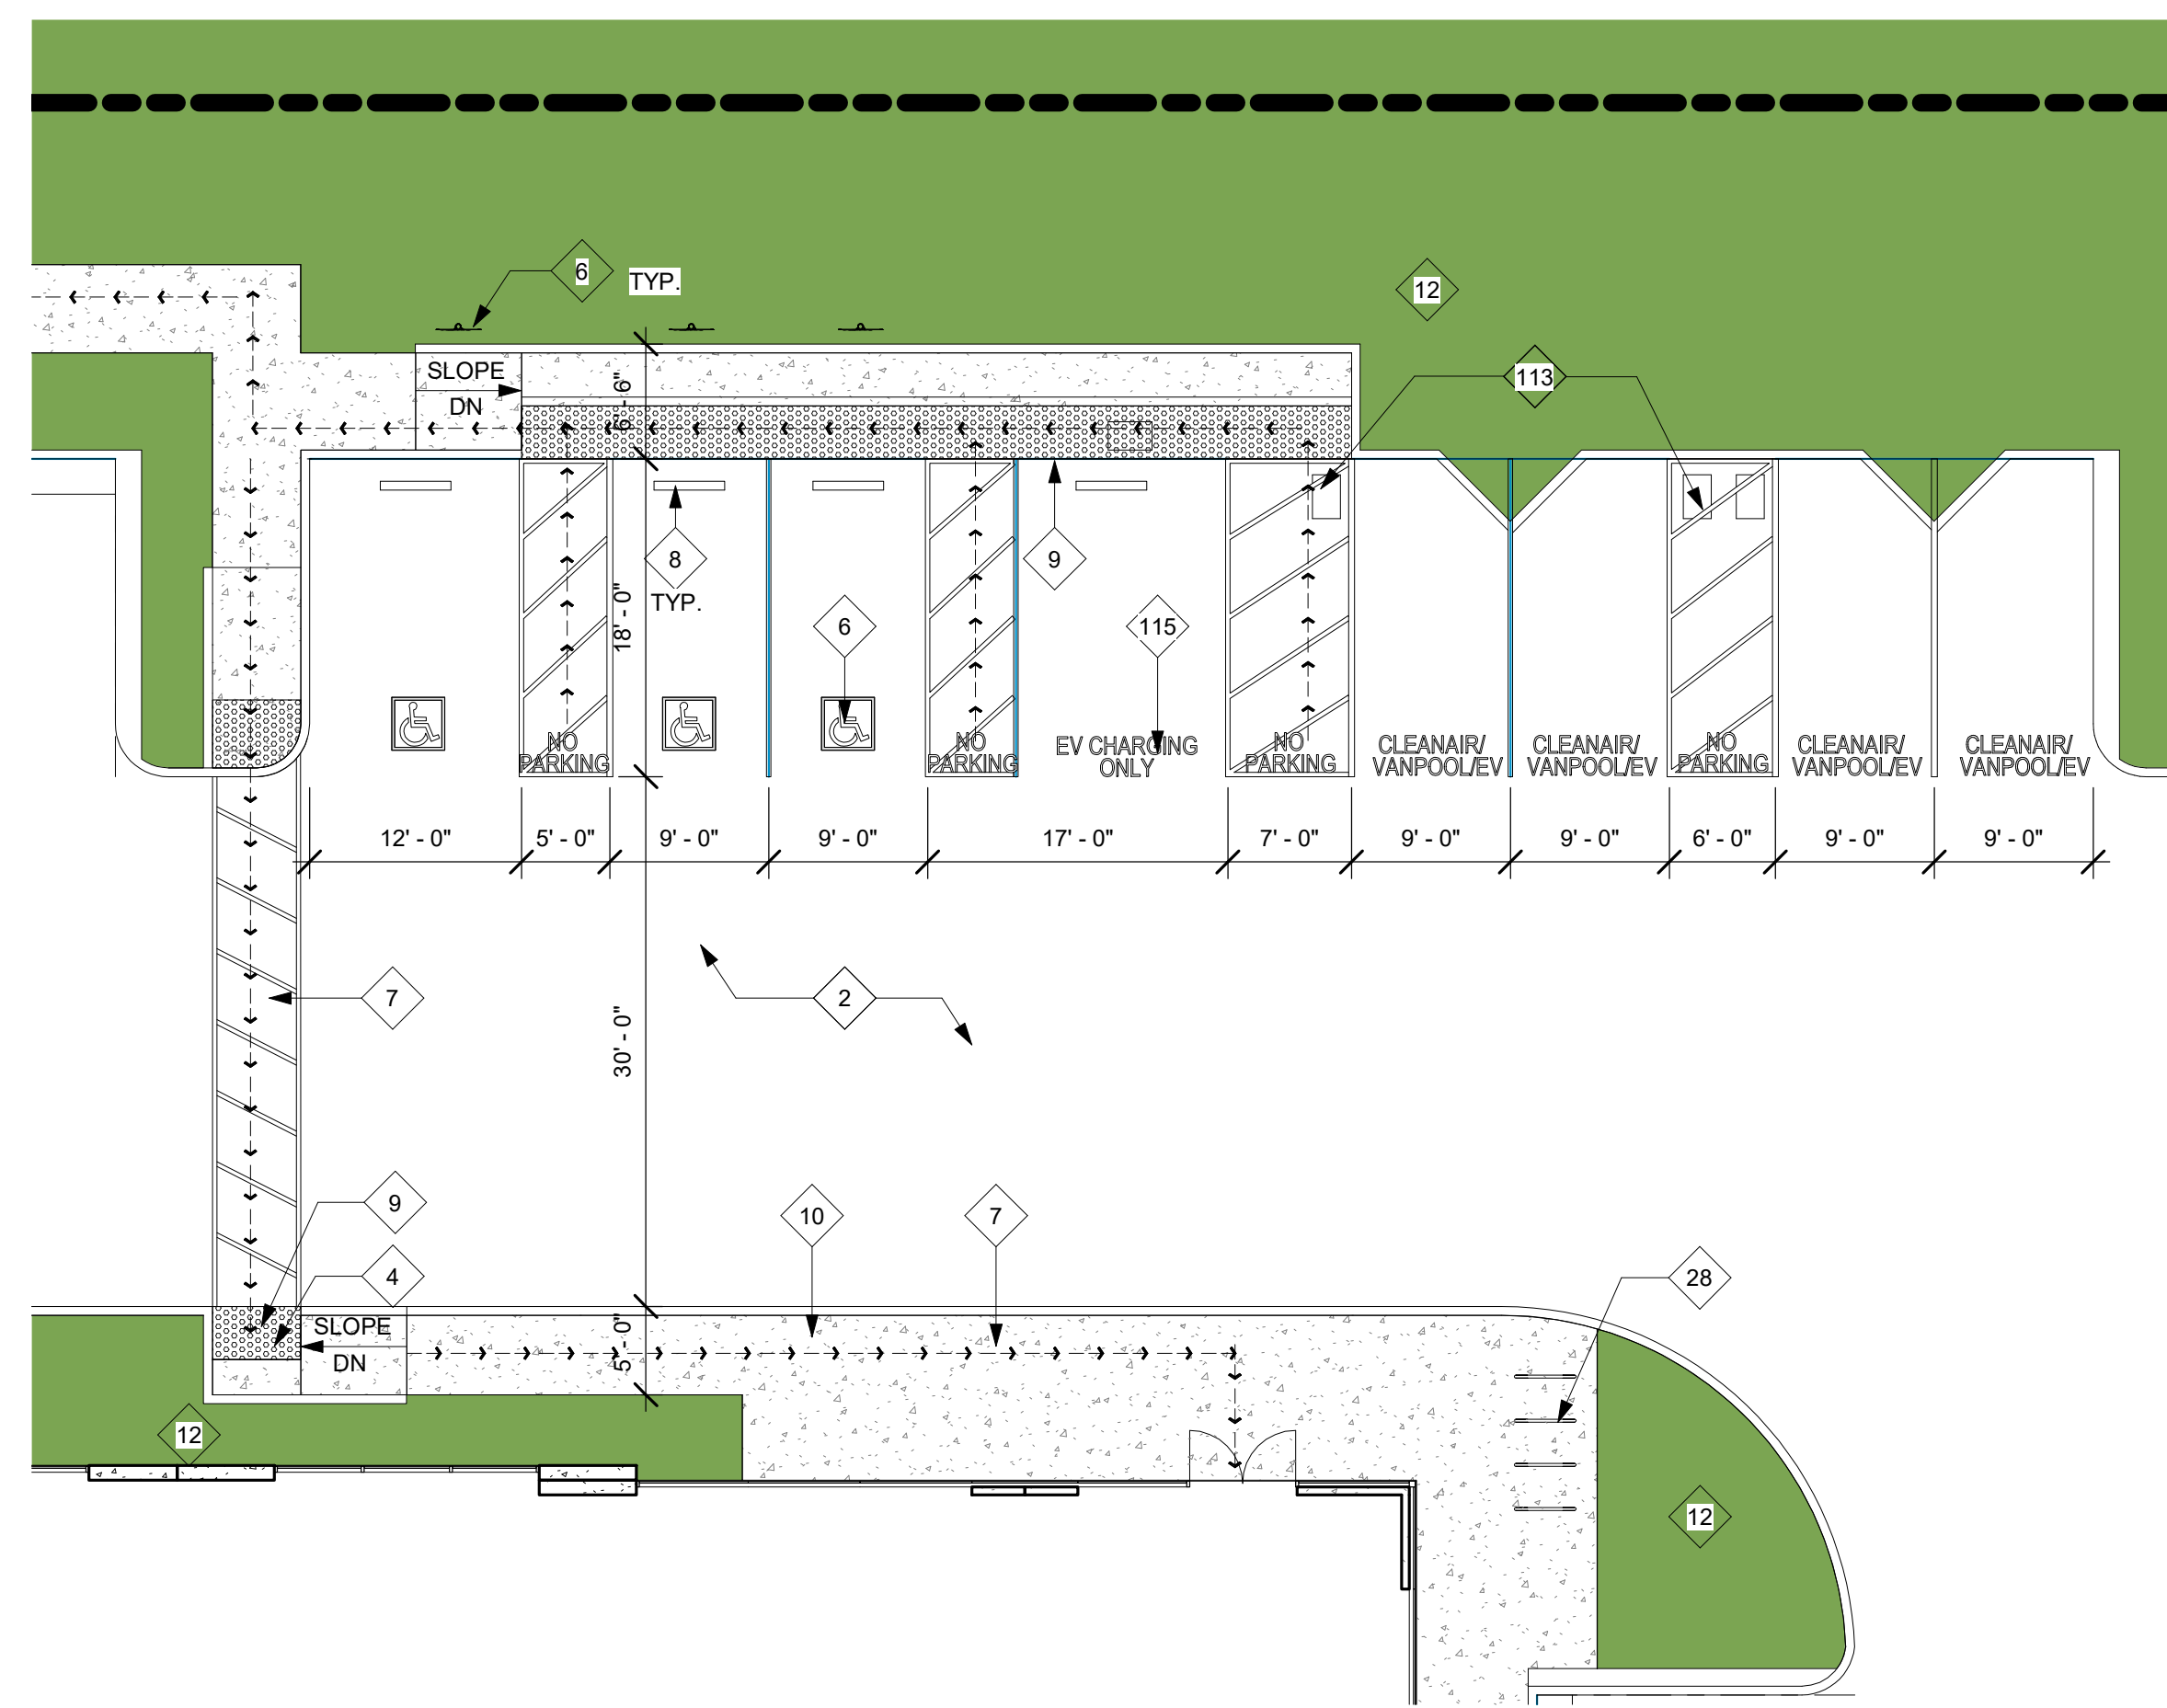 6
TYP.
12
113
SLOPE
DN
6' - 6"
8
TYP.
9
18' - 0"
6
115
NO
PARKING
NO
PARKING
EV CHARGING
ONLY
NO
PARKING
CLEANAIR/
VANPOOL/EV
CLEANAIR/
VANPOOL/EV
NO
PARKING
CLEANAIR/
VANPOOL/EV
CLEANAIR/
VANPOOL/EV
12' - 0"
5' - 0"
9' - 0"
9' - 0"
17' - 0"
7' - 0"
9' - 0"
9' - 0"
6' - 0"
9' - 0"
9' - 0"
7
2
30' - 0"
9
10
7
4
28
SLOPE
DN
5' - 0"
12
12